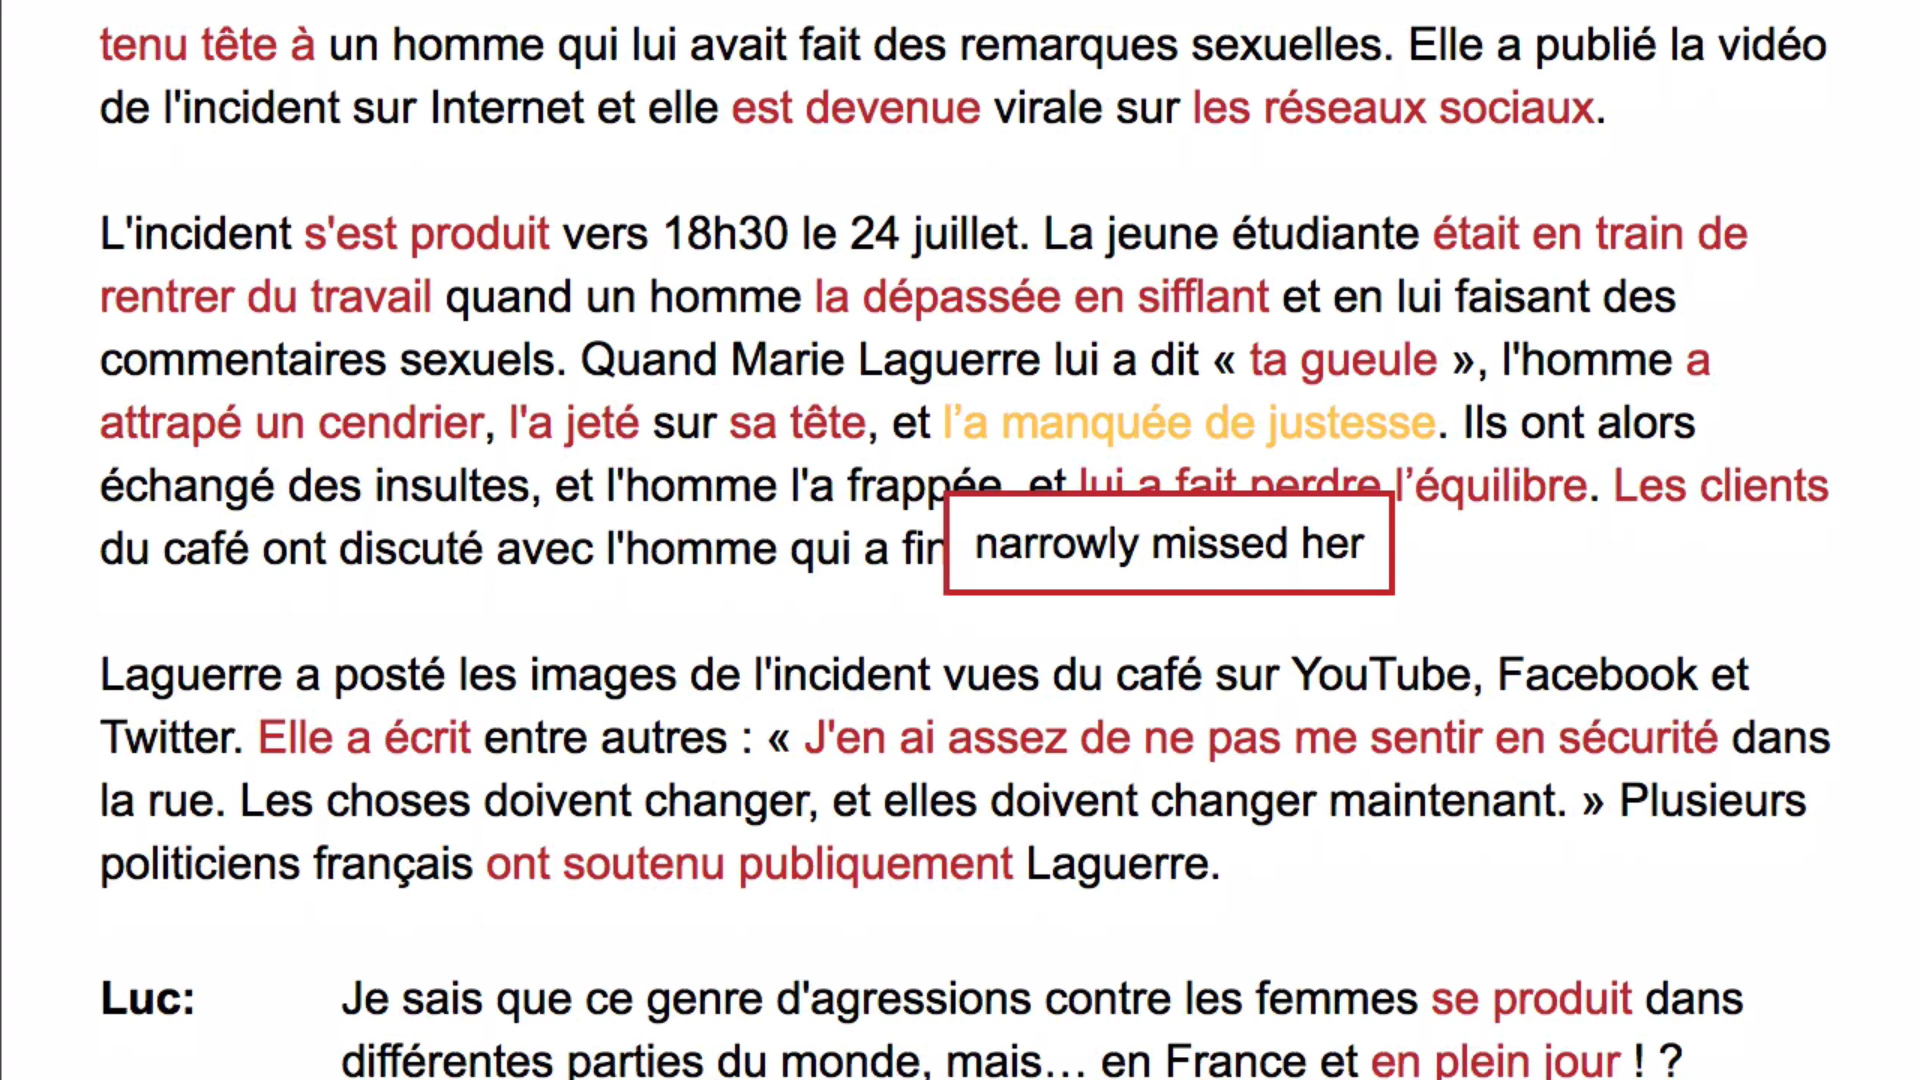 tenu tête à un homme qui lui avait fait des remarques sexuelles. Elle a publié la vidéo
de l'incident sur Internet et elle est devenue virale sur les réseaux sociaux.
L'incident s'est produit vers 18h30 le 24 juillet. La jeune étudiante était en train de
rentrer du travail quand un homme la dépassée en sifflant et en lui faisant des
commentaires sexuels. Quand Marie Laguerre lui a dit « ta gueule », l'homme a
attrapé un cendrier, l'a jeté sur sa tête, et l’a manquée de justesse. Ils ont alors
échangé des insultes, et l'homme l'a frappée, et lui a fait perdre l’équilibre. Les clients
du café ont discuté avec l'homme qui a fin
narrowly missed her
Laguerre a posté les images de l'incident vues du café sur YouTube, Facebook et
Twitter. Elle a écrit entre autres : « J'en ai assez de ne pas me sentir en sécurité dans
la rue. Les choses doivent changer, et elles doivent changer maintenant. » Plusieurs
politiciens français ont soutenu publiquement Laguerre.
Luc: Je sais que ce genre d'agressions contre les femmes se produit dans
différentes parties du monde, mais… en France et en plein jour ! ?